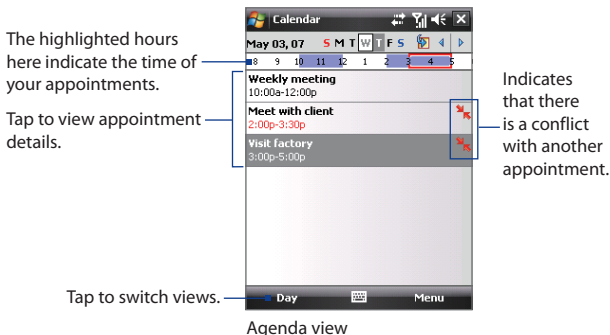 The highlighted hours
here indicate the time of
your appointments.
Tap to view appointment
details.
Calendar
May 03, 07 S M T W T F S
8 9 10 11 12 1 2 3 4 5
Weekly meeting
10:00a-12:00p
Meet with client
2:00p-3:30p
Visit factory
3:00p-5:00p
Indicates
that there
is a conflict
with another
appointment.
Tap to switch views.
Day Menu
Agenda view